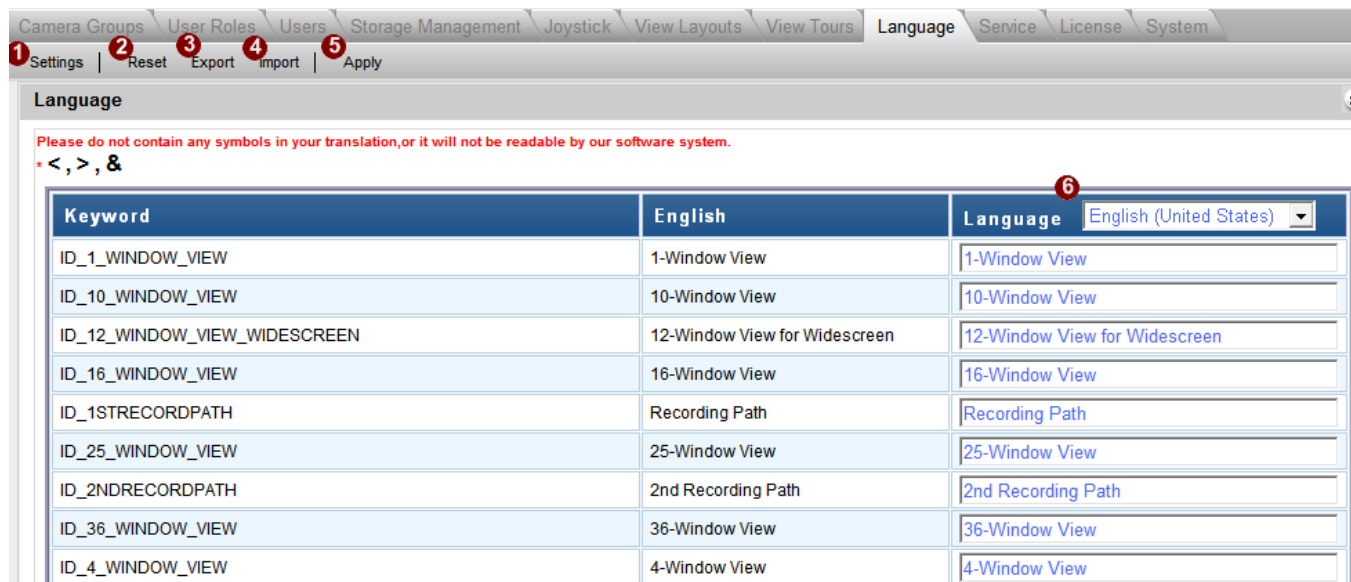 Camera Groups User Roles Users Storage Management Joystick View Layouts View Tours Language Service License System
1 Settings | 2 Reset 3 Export 4 Import | 5 Apply
Language
Please do not contain any symbols in your translation,or it will not be readable by our software system.
* < , > , &
6
Keyword English Language English (United States)
ID_1_WINDOW_VIEW 1-Window View 1-Window View
ID_10_WINDOW_VIEW 10-Window View 10-Window View
ID_12_WINDOW_VIEW_WIDESCREEN 12-Window View for Widescreen 12-Window View for Widescreen
ID_16_WINDOW_VIEW 16-Window View 16-Window View
ID_1STRECORDPATH Recording Path Recording Path
ID_25_WINDOW_VIEW 25-Window View 25-Window View
ID_2NDRECORDPATH 2nd Recording Path 2nd Recording Path
ID_36_WINDOW_VIEW 36-Window View 36-Window View
ID_4_WINDOW_VIEW 4-Window View 4-Window View